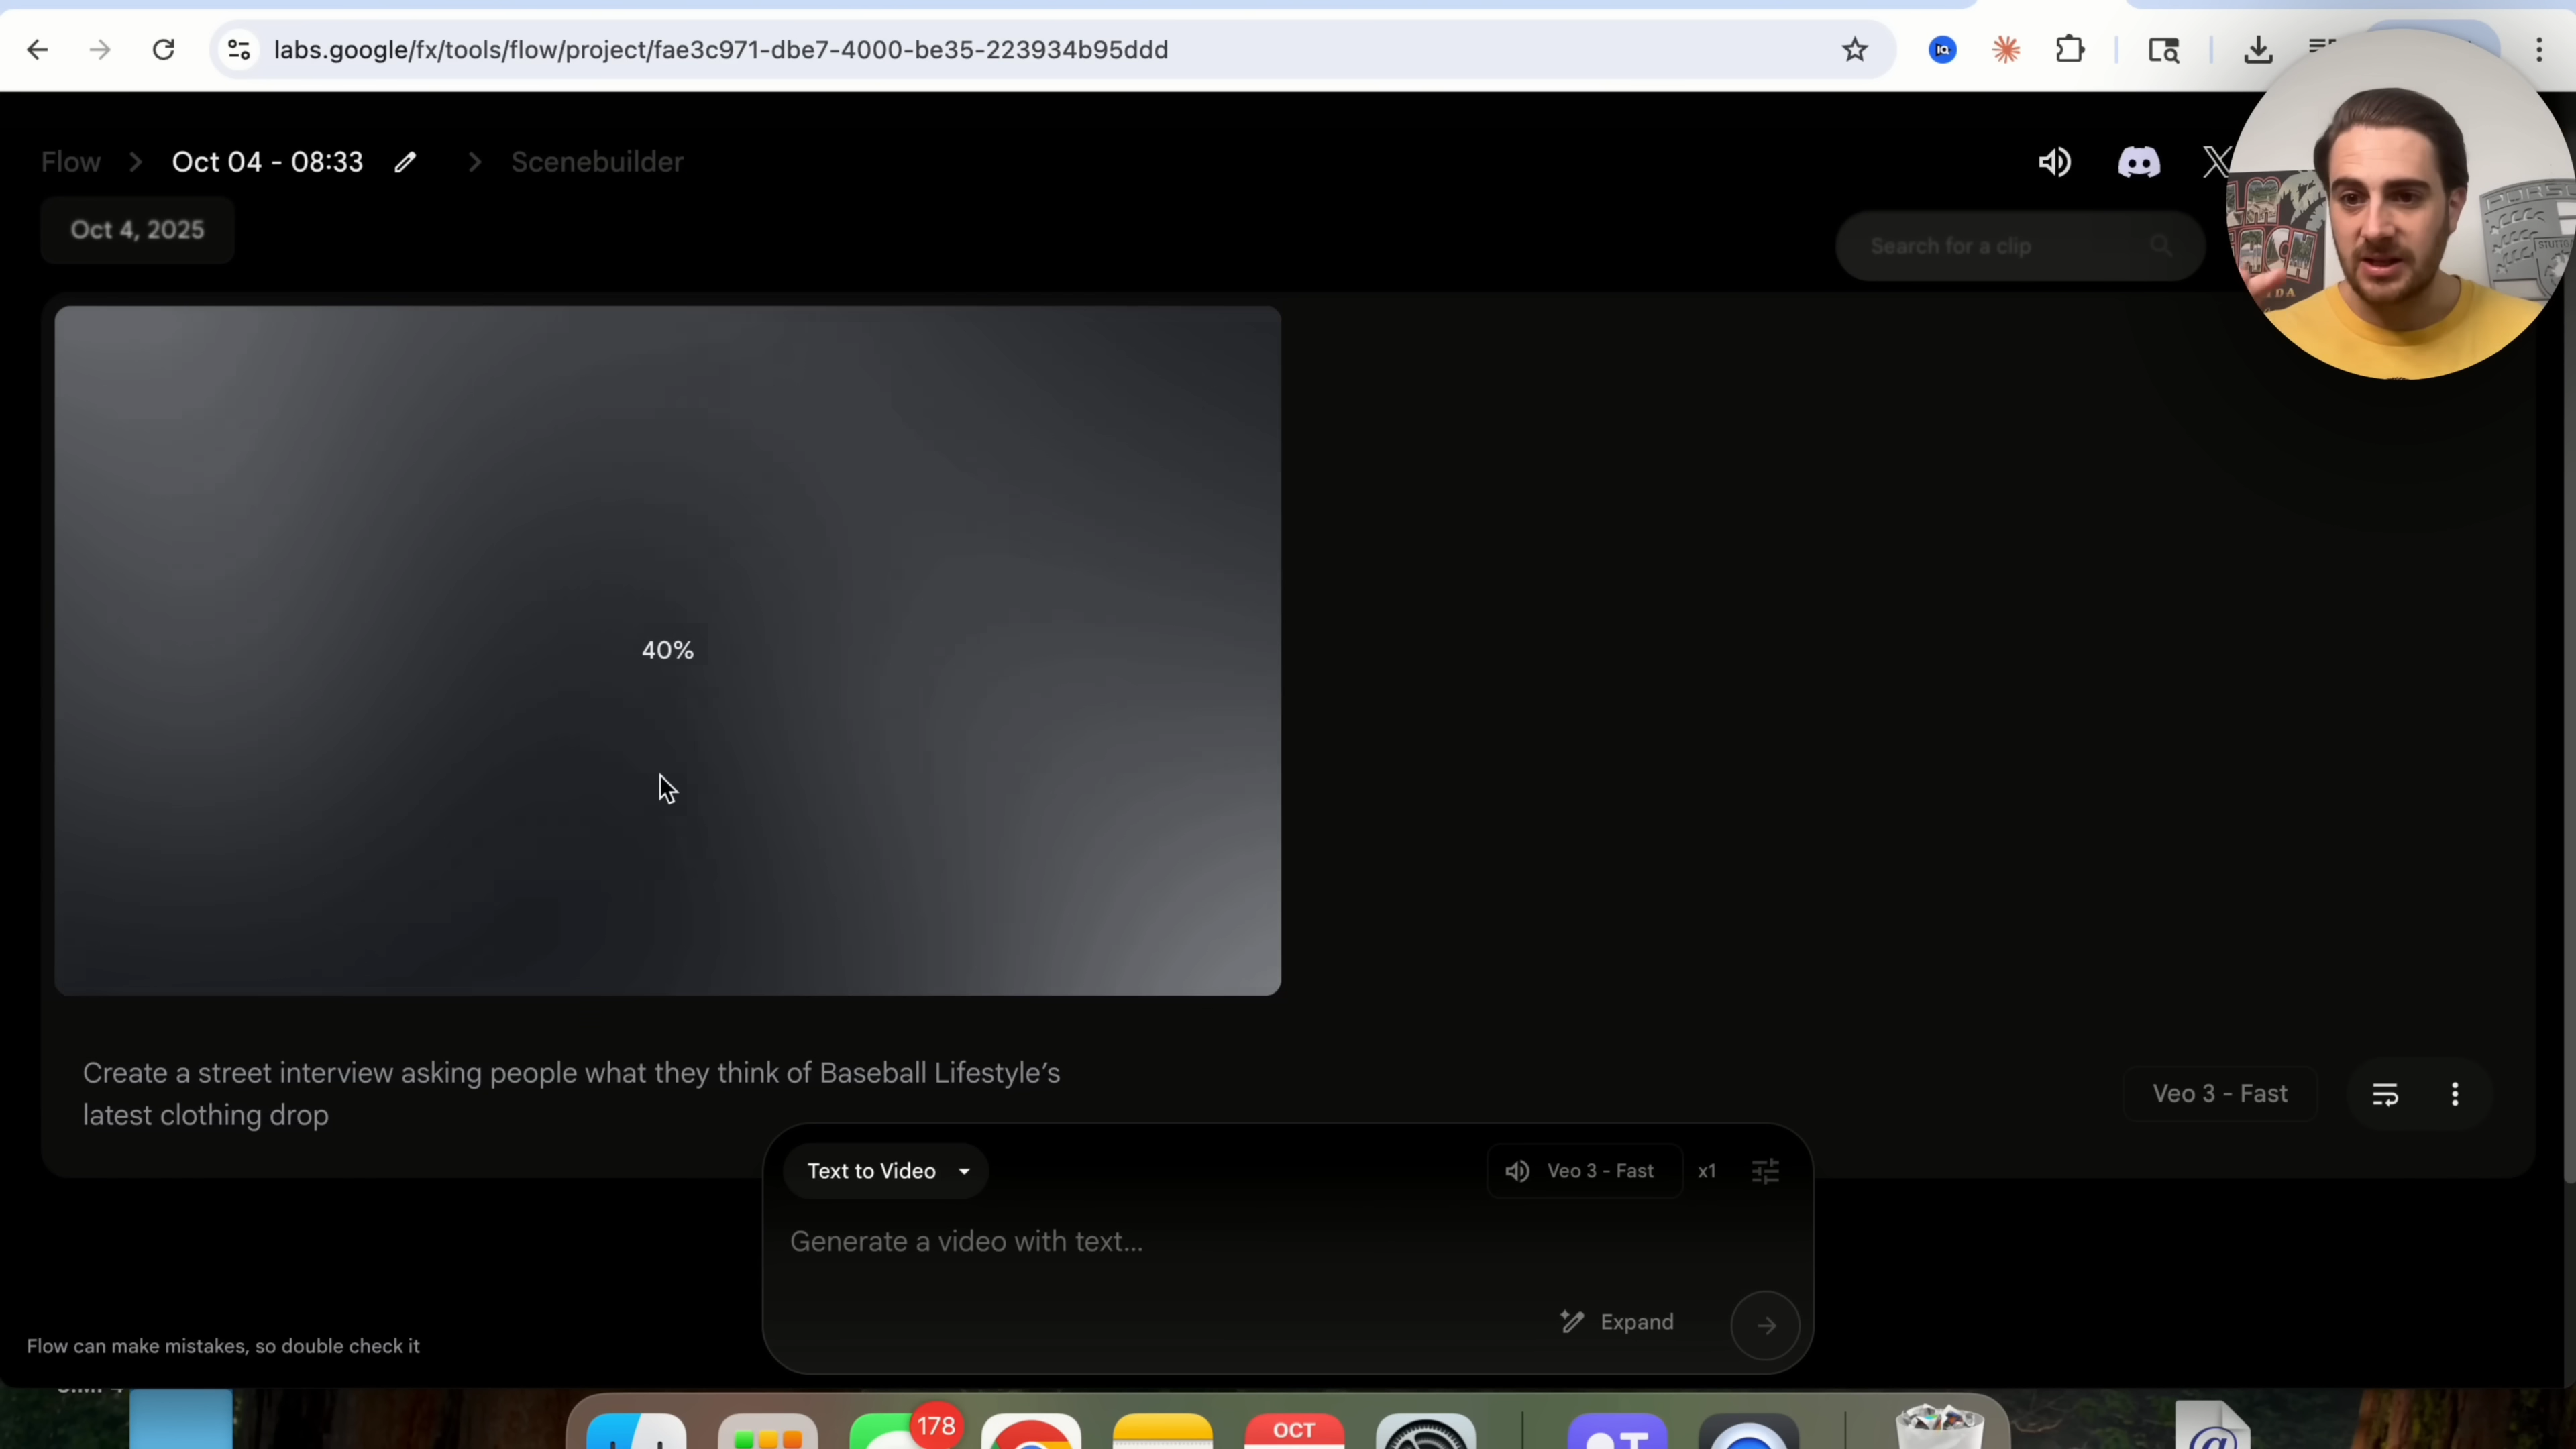 labs.google/fx/tools/flow/project/fae3c971-dbe7-4000-be35-223934b95ddd
Flow
Oct 04 - 08:33
Scenebuilder
Oct 4, 2025
Search for a clip
40%
Create a street interview asking people what they think of Baseball Lifestyle’s
latest clothing drop
Veo 3 - Fast
Text to Video
Veo 3 - Fast
x1
Generate a video with text...
Expand
Flow can make mistakes, so double check it
178
OCT